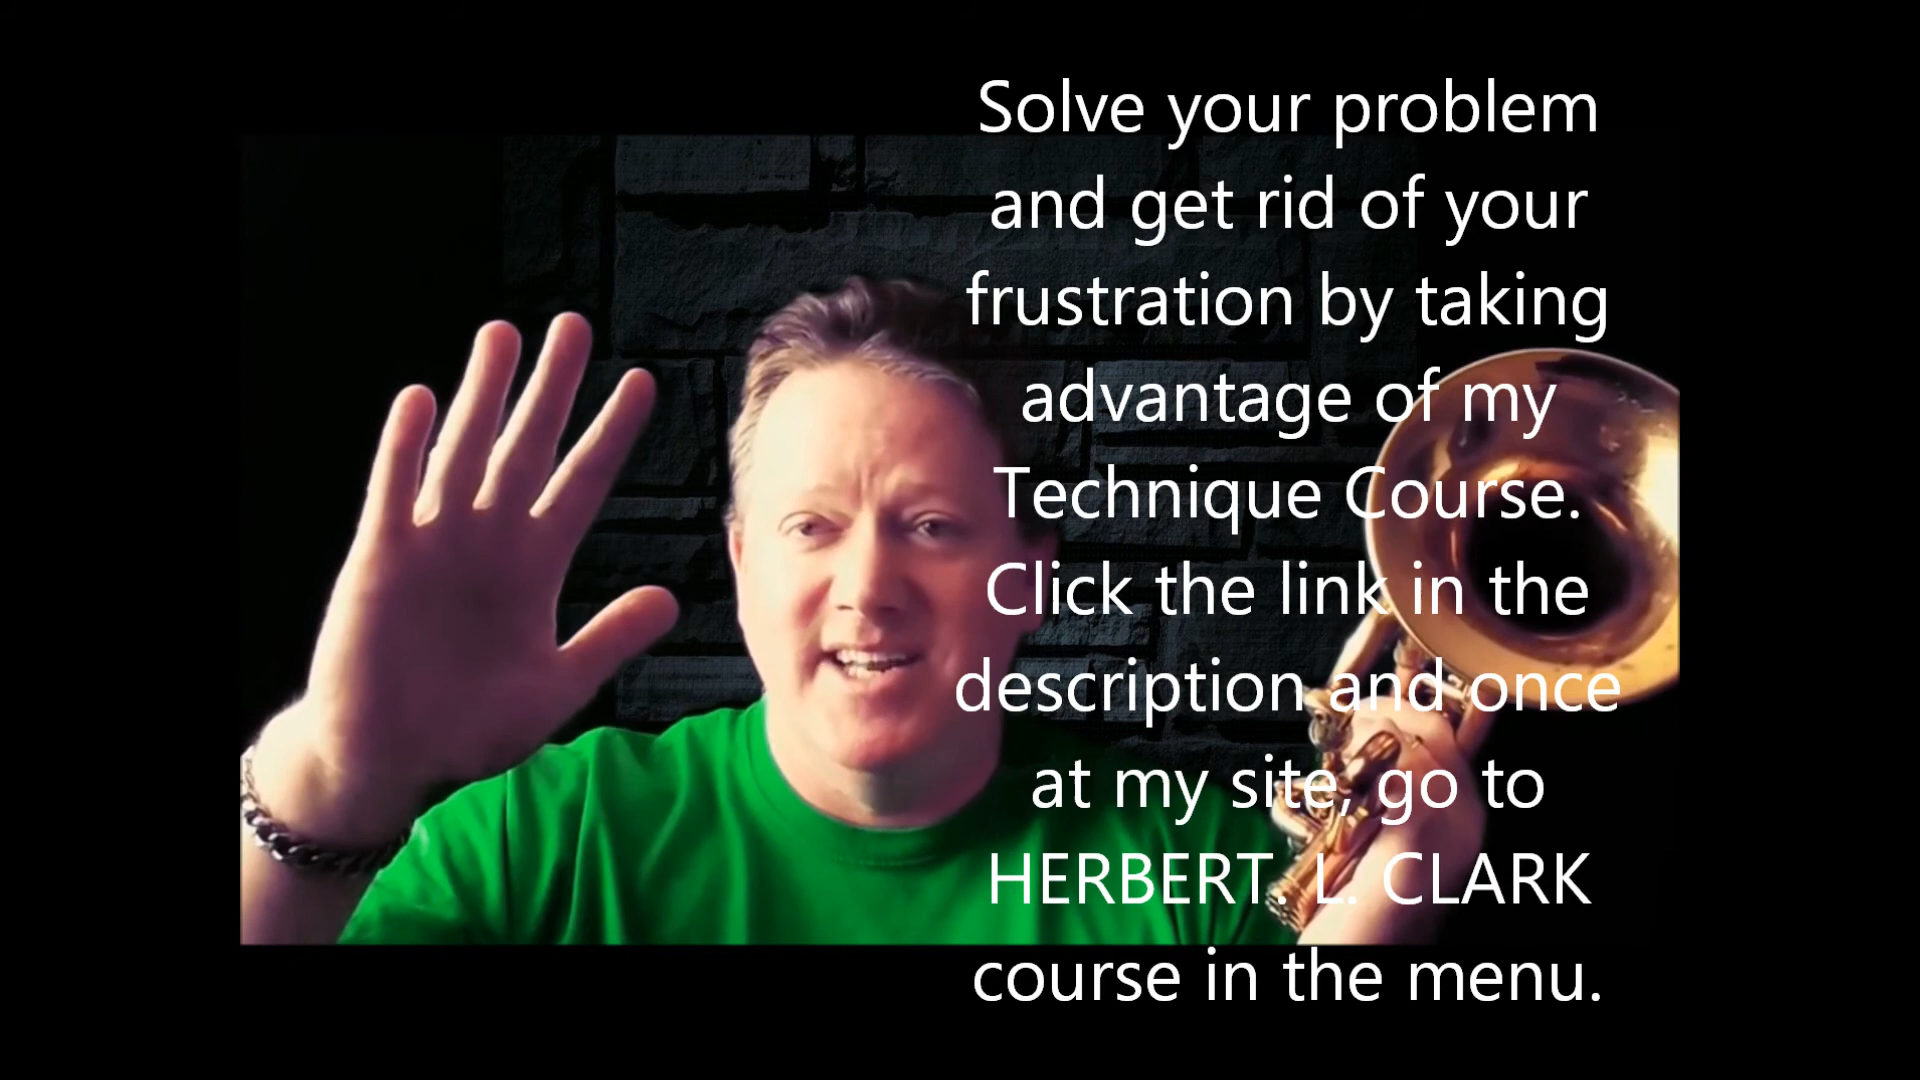 Solve your problem
and get rid of your
frustration by taking
advantage of my
Technique Course.
Click the link in the
description and once
at my site, go to
HERBERT. L. CLARK
course in the menu.